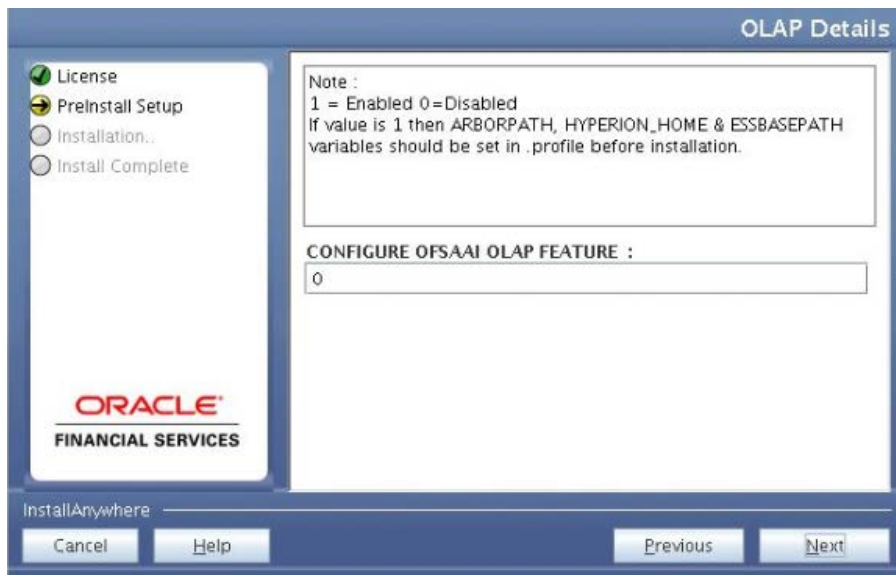 OLAP Details
License
PreInstall Setup
Installation..
Install Complete
Note :
1 = Enabled 0=Disabled
If value is 1 then ARBORPATH, HYPERION_HOME & ESSBASEPATH
variables should be set in .profile before installation.
CONFIGURE OFSAAI OLAP FEATURE :
0
ORACLE
FINANCIAL SERVICES
InstallAnywhere
Cancel
Help
Previous
Next